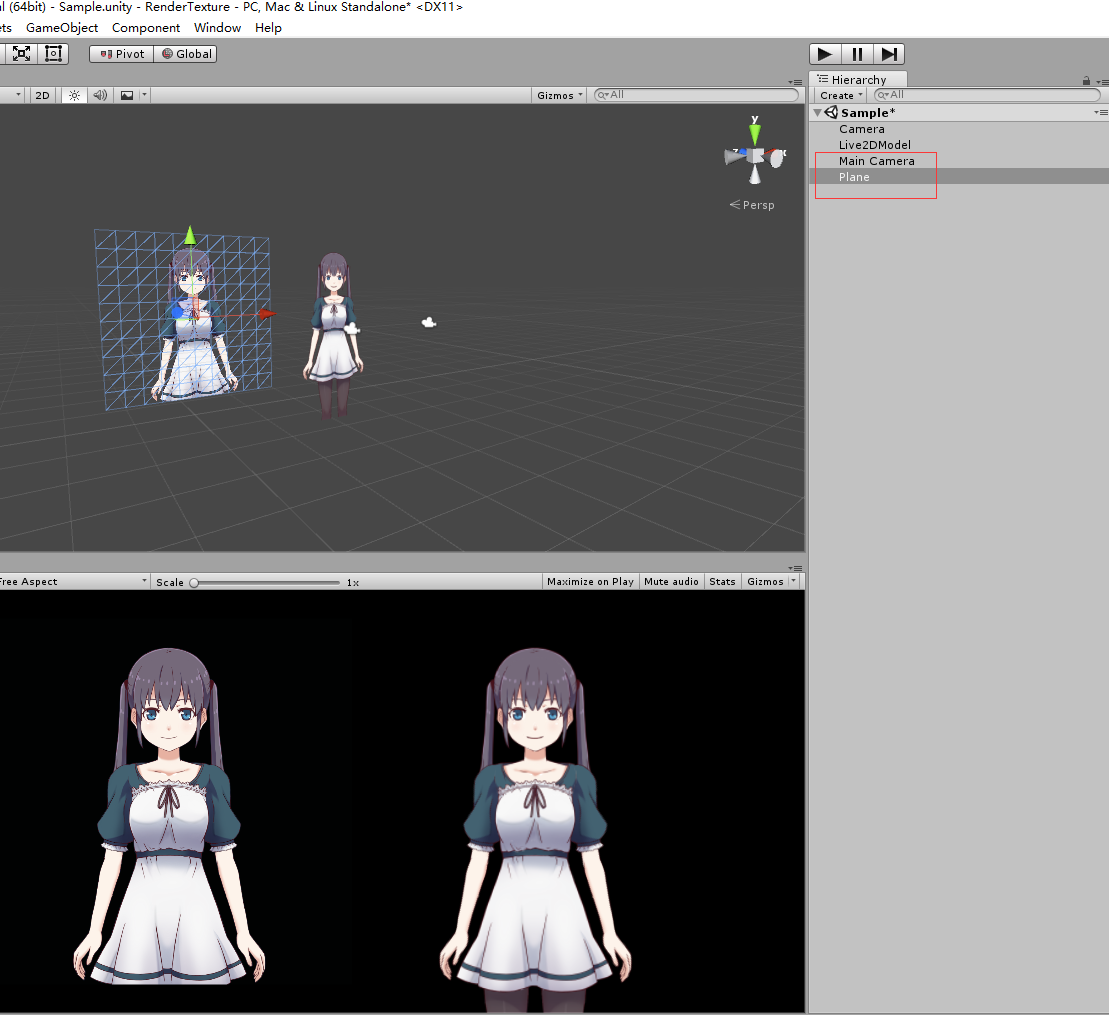 l (64bit) - Sample.unity - RenderTexture - PC, Mac & Linux Standalone* <DX11>
ets GameObject Component Window Help
Pivot Global
Hierarchy
2D Gizmos All
Create All
Sample*
Camera
Live2DModel
Main Camera
Plane
y
z x
Persp
Free Aspect Scale 1x Maximize on Play Mute audio Stats Gizmos